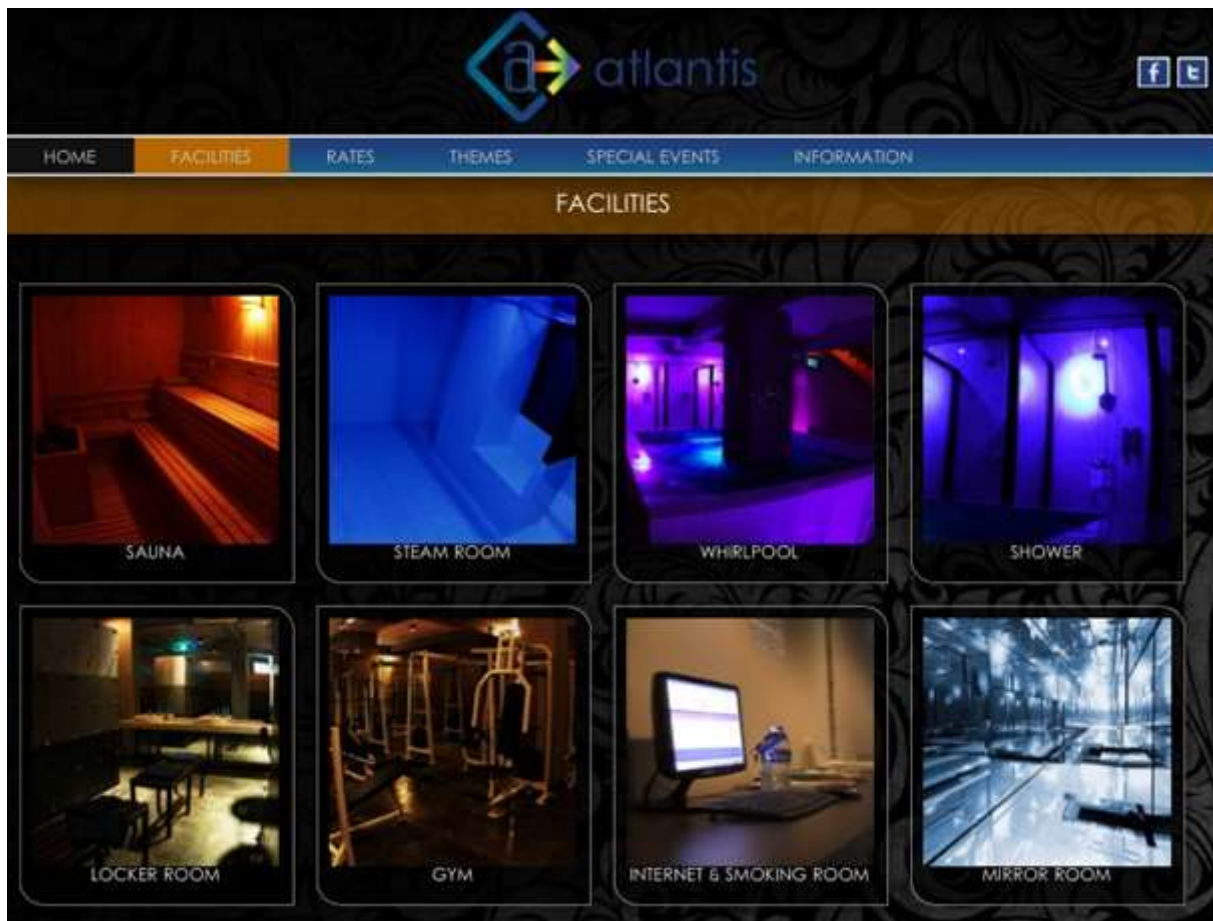 a atlantis
f t
HOME FACILITIES RATES THEMES SPECIAL EVENTS INFORMATION
FACILITIES
SAUNA STEAM ROOM WHIRLPOOL SHOWER
LOCKER ROOM GYM INTERNET & SMOKING ROOM MIRROR ROOM